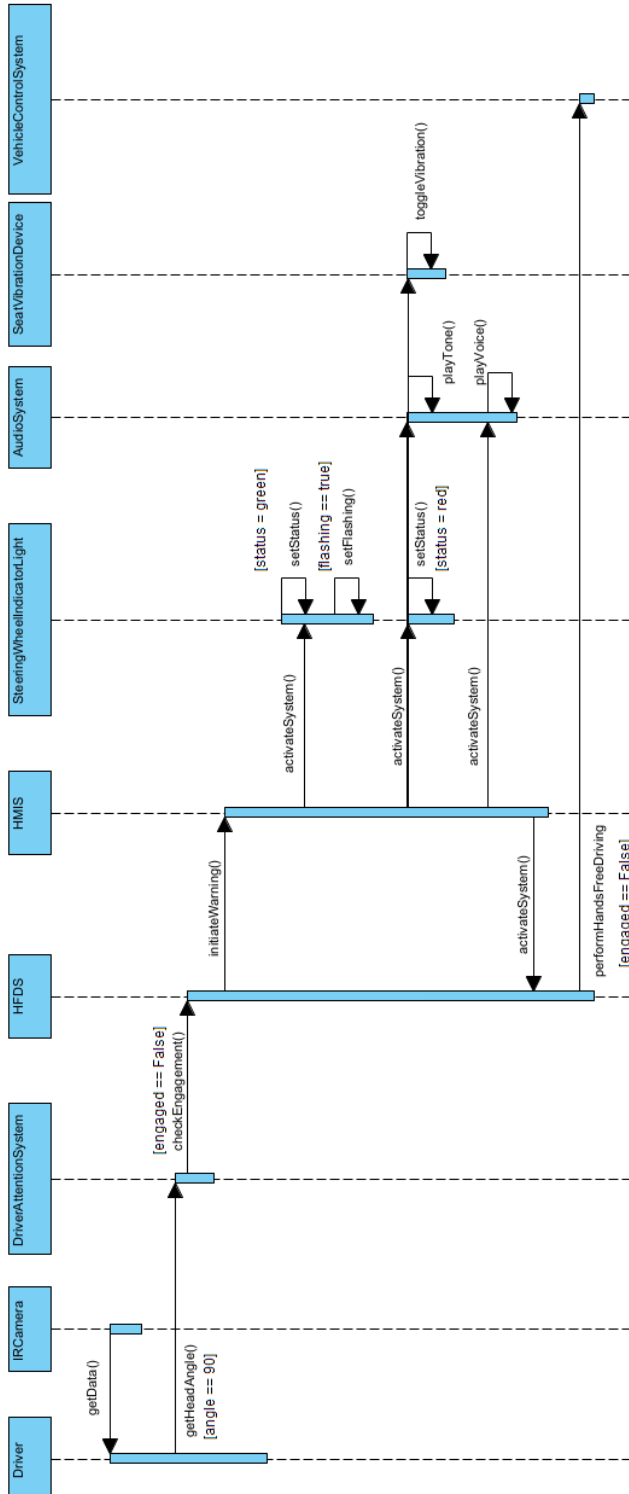 Driver
IRCamera
DriverAttentionSystem
HFDS
HMIS
SteeringWheelIndicatorLight
AudioSystem
SeatVibrationDevice
VehicleControlSystem
getData()
getHeadAngle()
[angle == 90]
[engaged == False]
checkEngagement()
initiateWarning()
activateSystem()
[status = green]
setStatus()
[flashing == true]
setFlashing()
activateSystem()
setStatus()
[status = red]
playTone()
toggleVibration()
activateSystem()
playVoice()
activateSystem()
performHandsFreeDriving
[engaged == False]